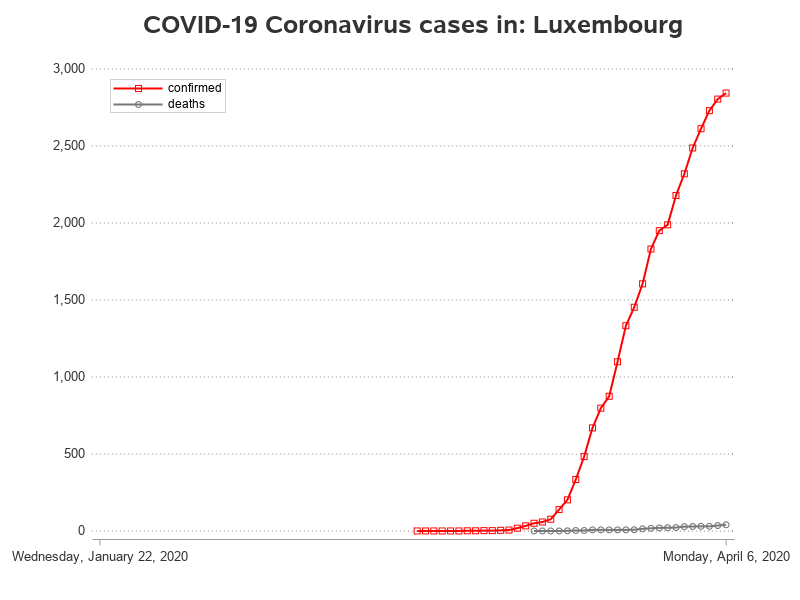 COVID-19 Coronavirus cases in: Luxembourg
3,000
confirmed
deaths
2,500
2,000
1,500
1,000
500
0
Wednesday, January 22, 2020
Monday, April 6, 2020